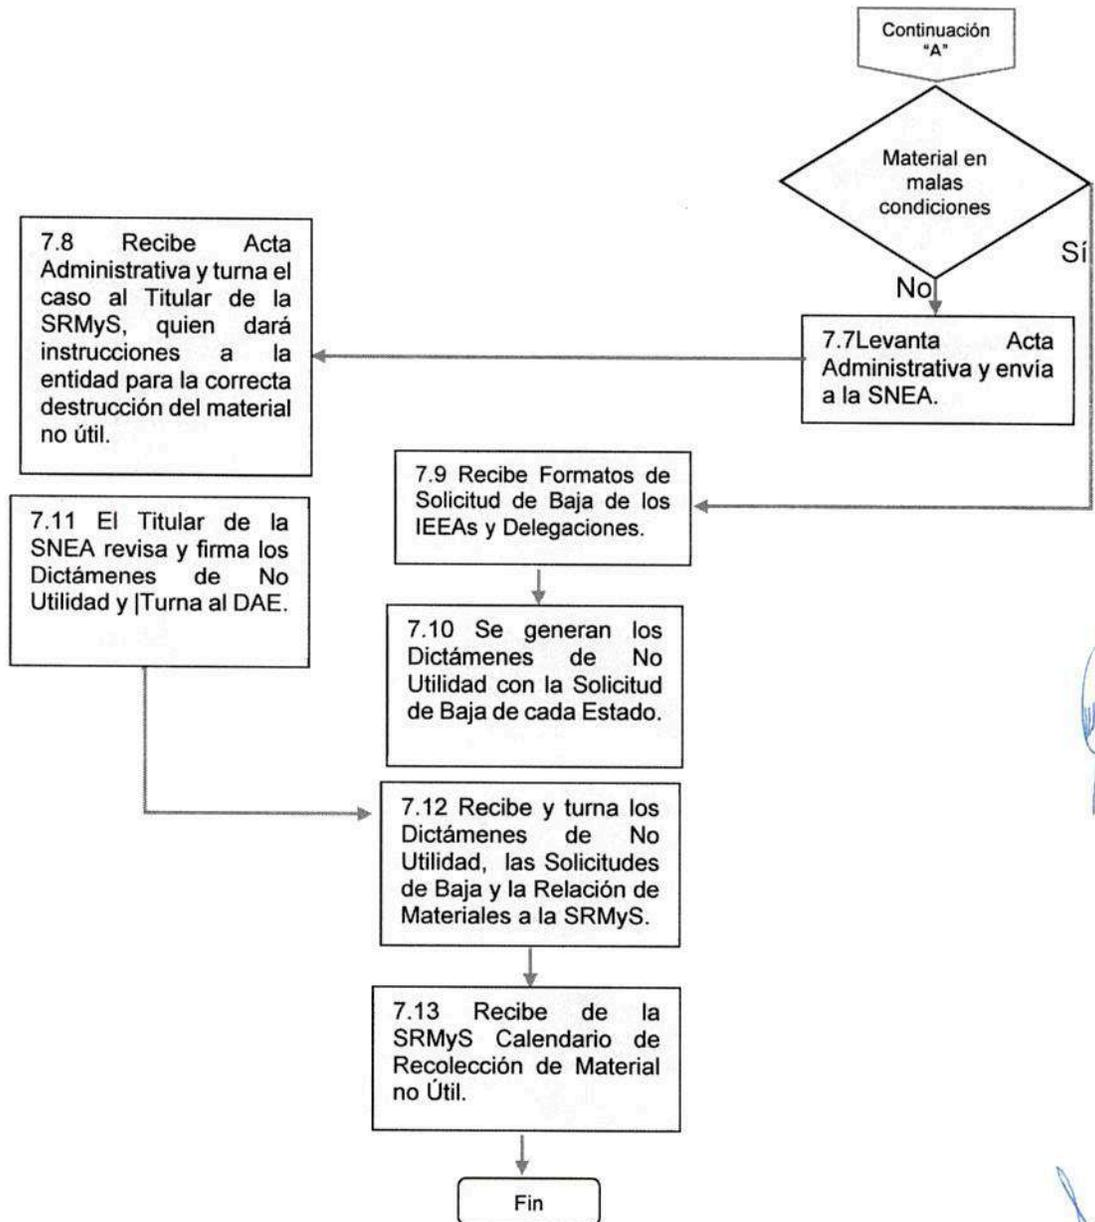 Continuación
"A"
Material en
malas
condiciones
Sí
No
7.7Levanta Acta
Administrativa y envía
a la SNEA.
7.8 Recibe Acta
Administrativa y turna el
caso al Titular de la
SRMyS, quien dará
instrucciones a la
entidad para la correcta
destrucción del material
no útil.
7.9 Recibe Formatos de
Solicitud de Baja de los
IEEAs y Delegaciones.
7.10 Se generan los
Dictámenes de No
Utilidad con la Solicitud
de Baja de cada Estado.
7.11 El Titular de la
SNEA revisa y firma los
Dictámenes de No
Utilidad y |Turna al DAE.
7.12 Recibe y turna los
Dictámenes de No
Utilidad, las Solicitudes
de Baja y la Relación de
Materiales a la SRMyS.
7.13 Recibe de la
SRMyS Calendario de
Recolección de Material
no Útil.
Fin